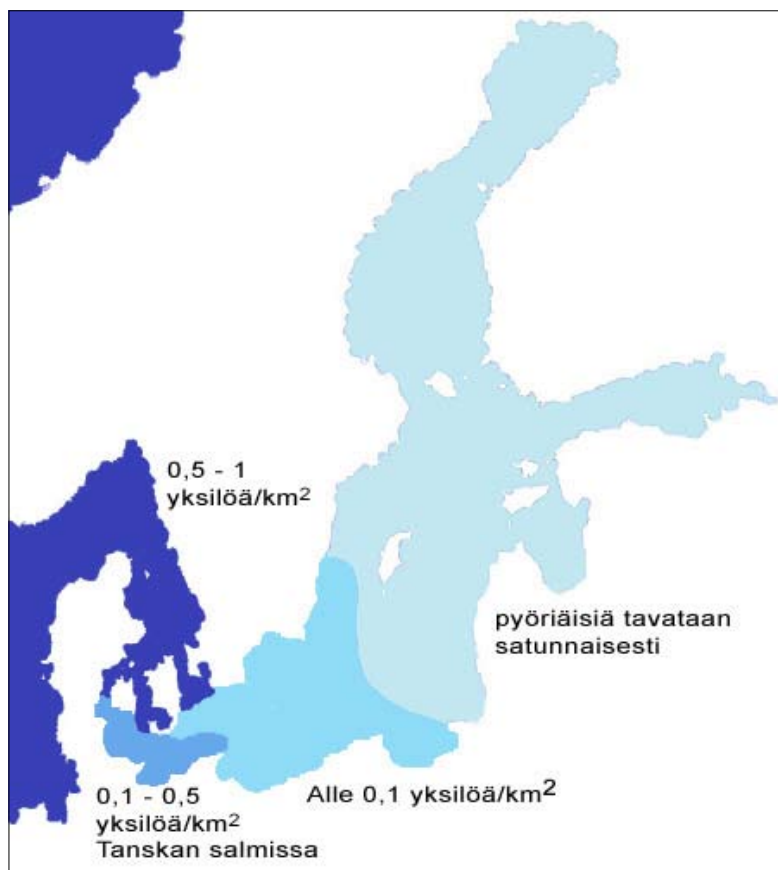 0,5 - 1
yksilöä/km²
pyöriäisiä tavataan
satunnaisesti
Alle 0,1 yksilöä/km²
0,1 - 0,5
yksilöä/km²
Tanskan salmissa